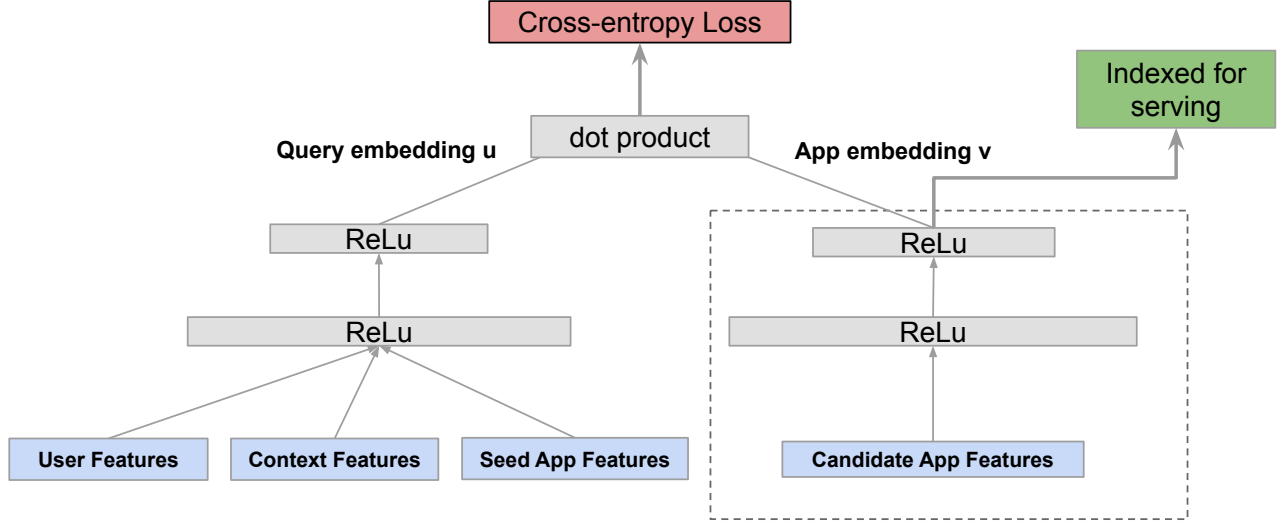 Cross-entropy Loss
Indexed for
serving
dot product
Query embedding u
App embedding v
ReLu
ReLu
ReLu
ReLu
User Features
Context Features
Seed App Features
Candidate App Features